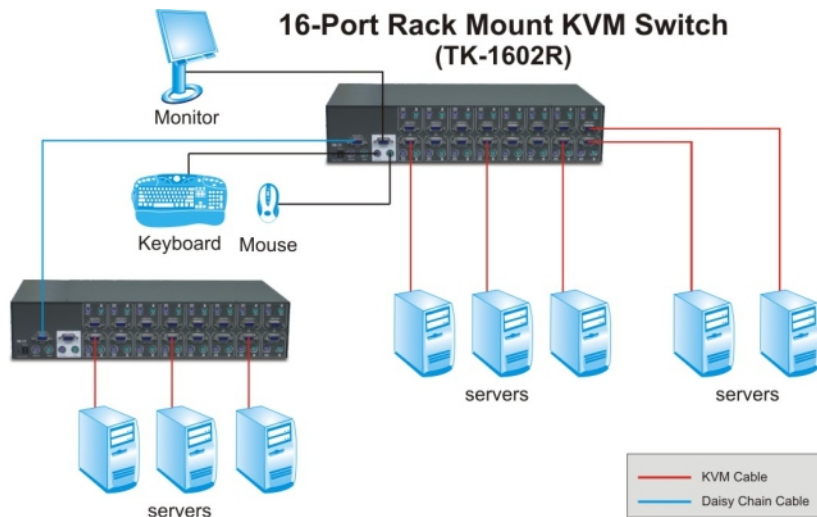 16-Port Rack Mount KVM Switch
(TK-1602R)
Monitor
Keyboard
Mouse
servers
servers
servers
KVM Cable
Daisy Chain Cable